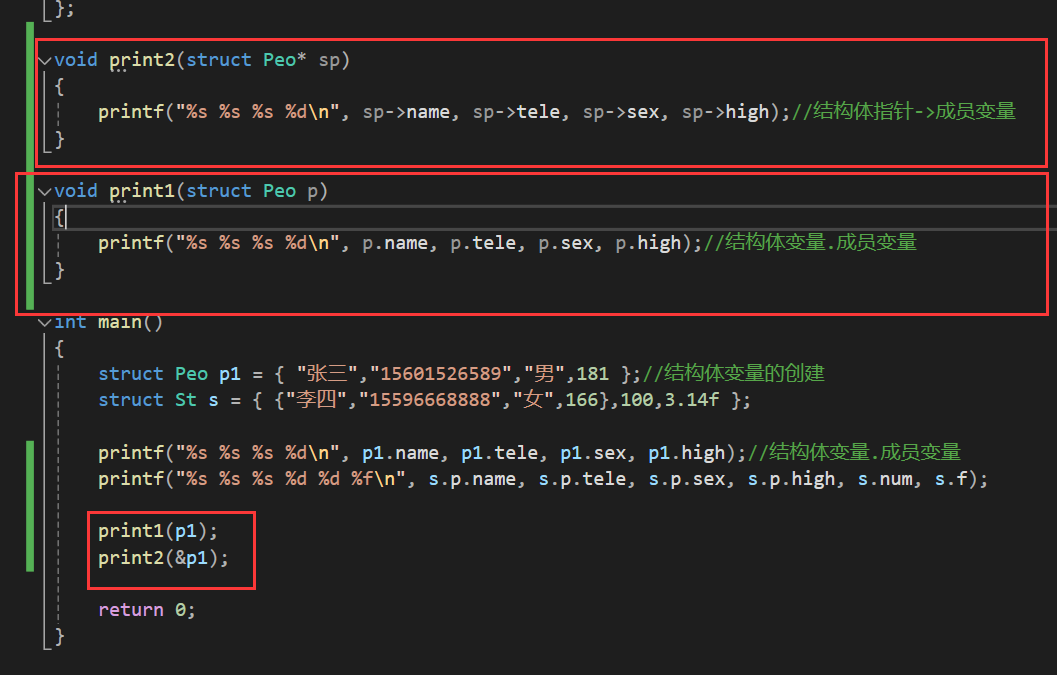 };
void print2(struct Peo* sp)
{
printf("%s %s %s %d\n", sp->name, sp->tele, sp->sex, sp->high);//结构体指针->成员变量
}
void print1(struct Peo p)
{
printf("%s %s %s %d\n", p.name, p.tele, p.sex, p.high);//结构体变量.成员变量
}
int main()
{
struct Peo p1 = { "张三","15601526589","男",181 };//结构体变量的创建
struct St s = { {"李四","15596668888","女",166},100,3.14f };
printf("%s %s %s %d\n", p1.name, p1.tele, p1.sex, p1.high);//结构体变量.成员变量
printf("%s %s %s %d %d %f\n", s.p.name, s.p.tele, s.p.sex, s.p.high, s.num, s.f);
print1(p1);
print2(&p1);
return 0;
}